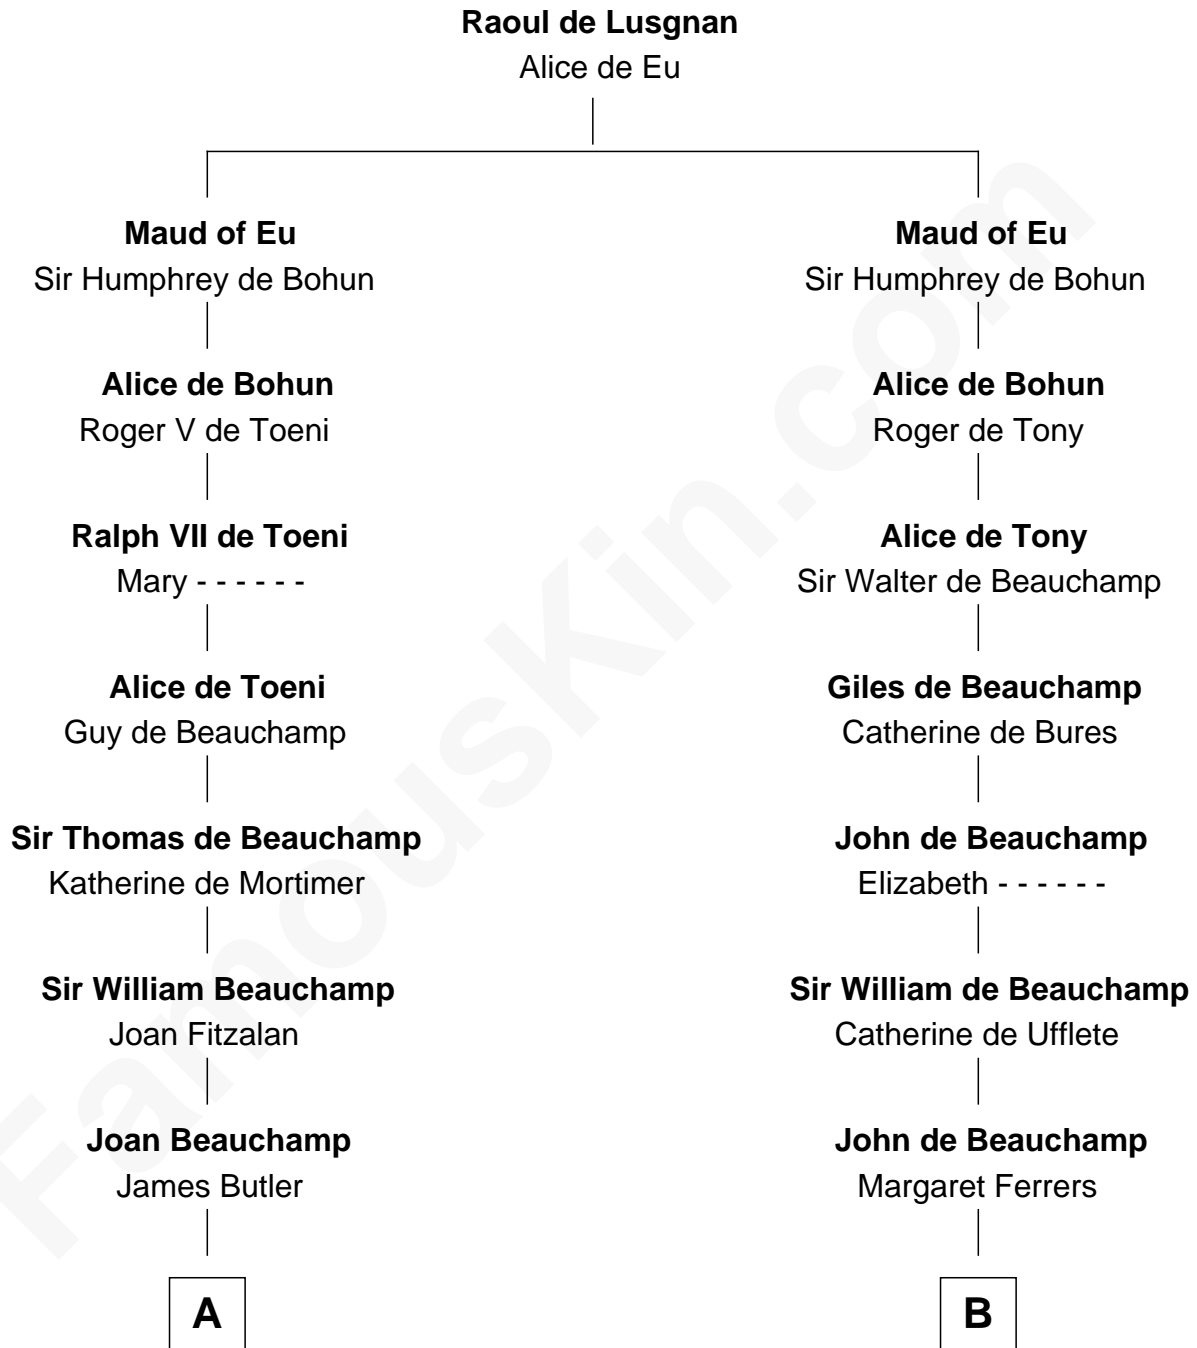 Raoul de Lusgnan
Alice de Eu
Maud of Eu
Sir Humphrey de Bohun
Maud of Eu
Sir Humphrey de Bohun
Alice de Bohun
Roger V de Toeni
Alice de Bohun
Roger de Tony
Ralph VII de Toeni
Mary - - - - - -
Alice de Tony
Sir Walter de Beauchamp
Alice de Toeni
Guy de Beauchamp
Giles de Beauchamp
Catherine de Bures
Sir Thomas de Beauchamp
Katherine de Mortimer
John de Beauchamp
Elizabeth - - - - - -
Sir William Beauchamp
Joan Fitzalan
Sir William de Beauchamp
Catherine de Ufflete
Joan Beauchamp
James Butler
John de Beauchamp
Margaret Ferrers
A
B
FamousKin.com